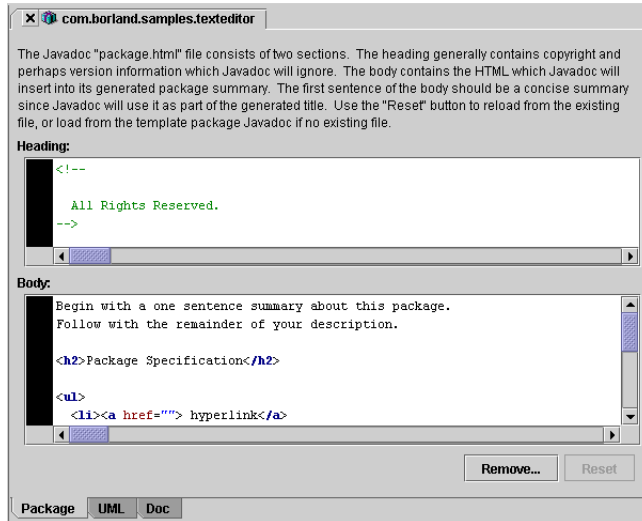 com.borland.samples.texteditor
The Javadoc "package.html" file consists of two sections. The heading generally contains copyright and
perhaps version information which Javadoc will ignore. The body contains the HTML which Javadoc will
insert into its generated package summary. The first sentence of the body should be a concise summary
since Javadoc will use it as part of the generated title. Use the "Reset" button to reload from the existing
file, or load from the template package Javadoc if no existing file.
Heading:
<!--
All Rights Reserved.
-->
Body:
Begin with a one sentence summary about this package.
Follow with the remainder of your description.
<h2>Package Specification</h2>
<ul>
<li><a href=""> hyperlink</a>
Remove... Reset
Package UML Doc